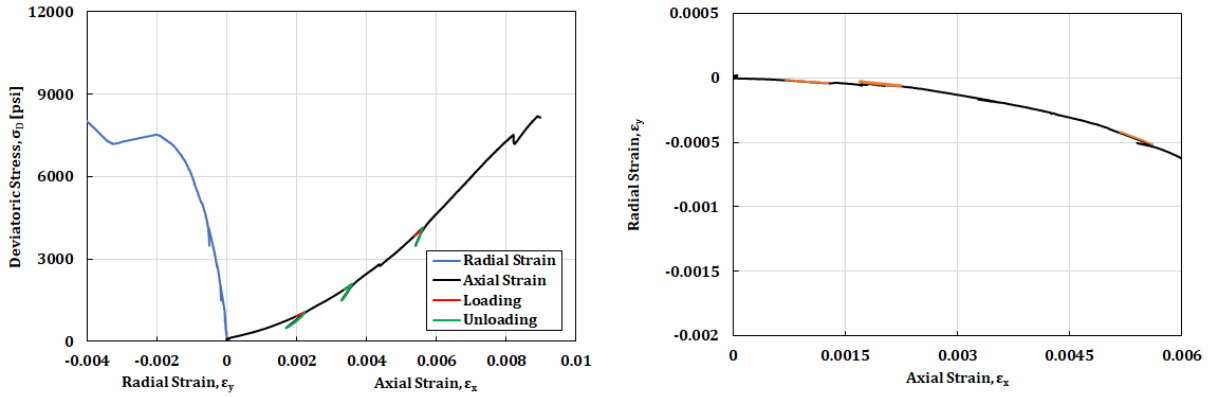 12000
9000
6000
3000
0
Deviatoric Stress, σD [psi]
-0.004 -0.002 0 0.002 0.004 0.006 0.008 0.01
Radial Strain, εy Axial Strain, εx
Radial Strain
Axial Strain
Loading
Unloading
0.0005
0
-0.0005
-0.001
-0.0015
-0.002
Radial Strain, εy
0 0.0015 0.003 0.0045 0.006
Axial Strain, εx